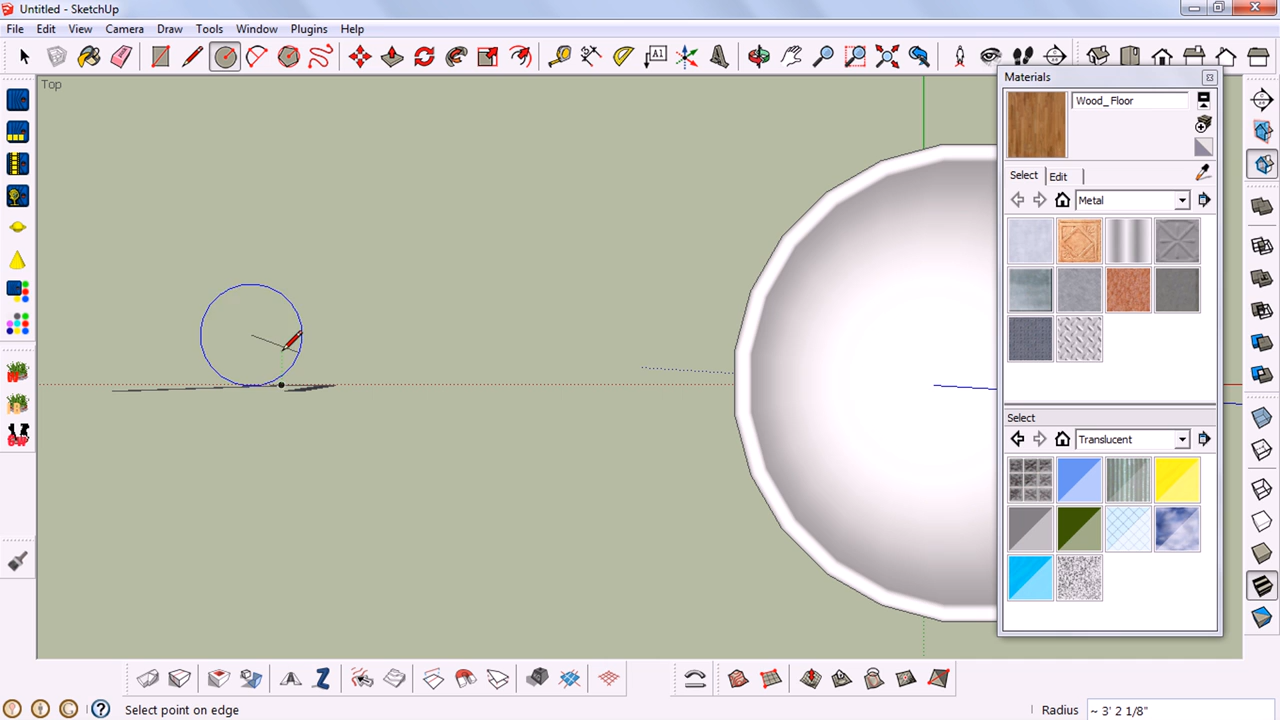 Untitled - SketchUp
File Edit View Camera Draw Tools Window Plugins Help
A1
Top
Materials
Wood_Floor
Select Edit
Metal
Select
Translucent
Select point on edge
Radius ~ 3' 2 1/8"